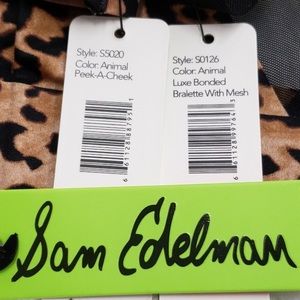 Style: S5020
Color: Animal
Peek-A-Cheek
Style: S0126
Color: Animal
Luxe Bonded
Bralette With Mesh
Sam Edelman